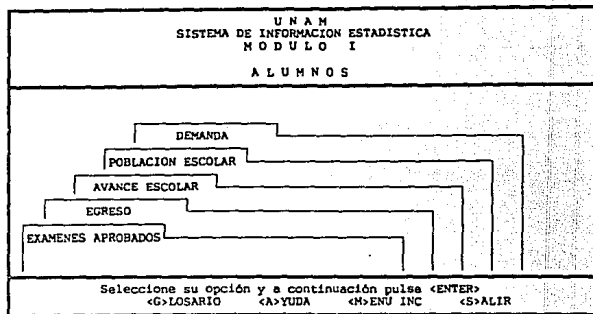 U N A M
SISTEMA DE INFORMACION ESTADISTICA
M O D U L O I
A L U M N O S
DEMANDA
POBLACION ESCOLAR
AVANCE ESCOLAR
EGRESO
EXAMENES APROBADOS
Seleccione su opción y a continuación pulsa <ENTER>
<G>LOSARIO <A>YUDA <M>ENU INC <S>ALIR